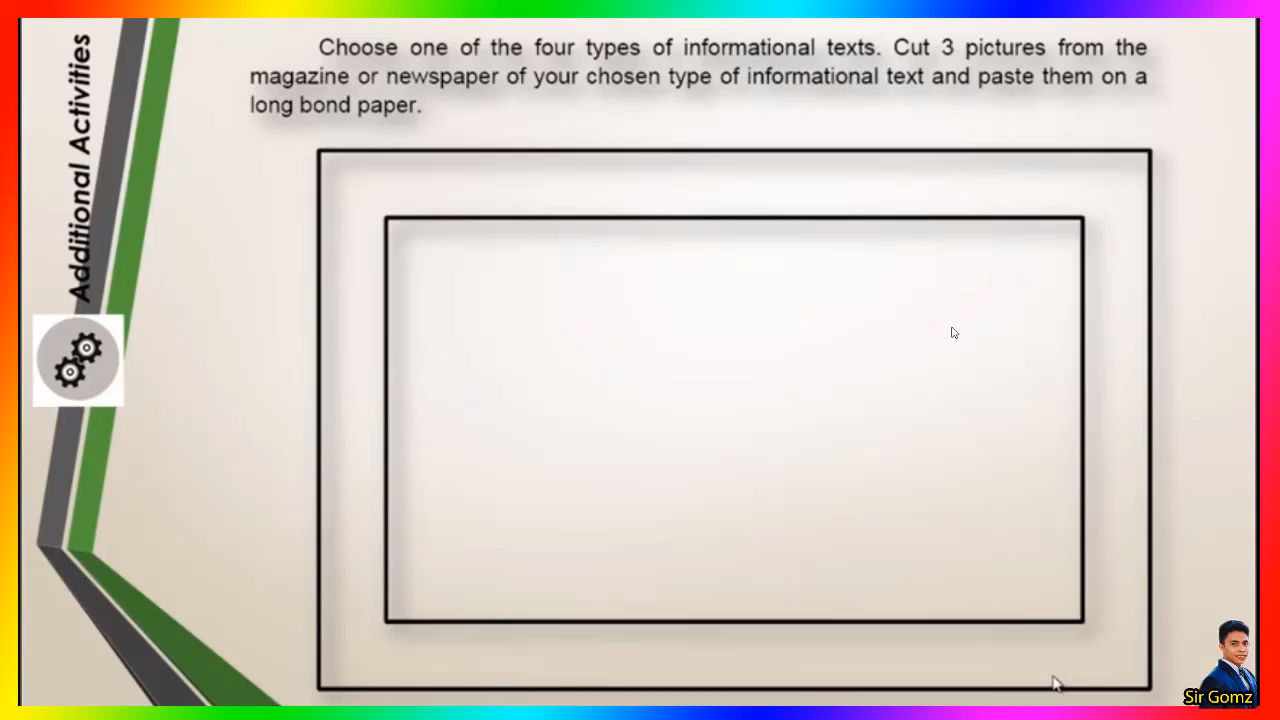 Additional Activities
Choose one of the four types of informational texts. Cut 3 pictures from the
magazine or newspaper of your chosen type of informational text and paste them on a
long bond paper.
Sir Gomz